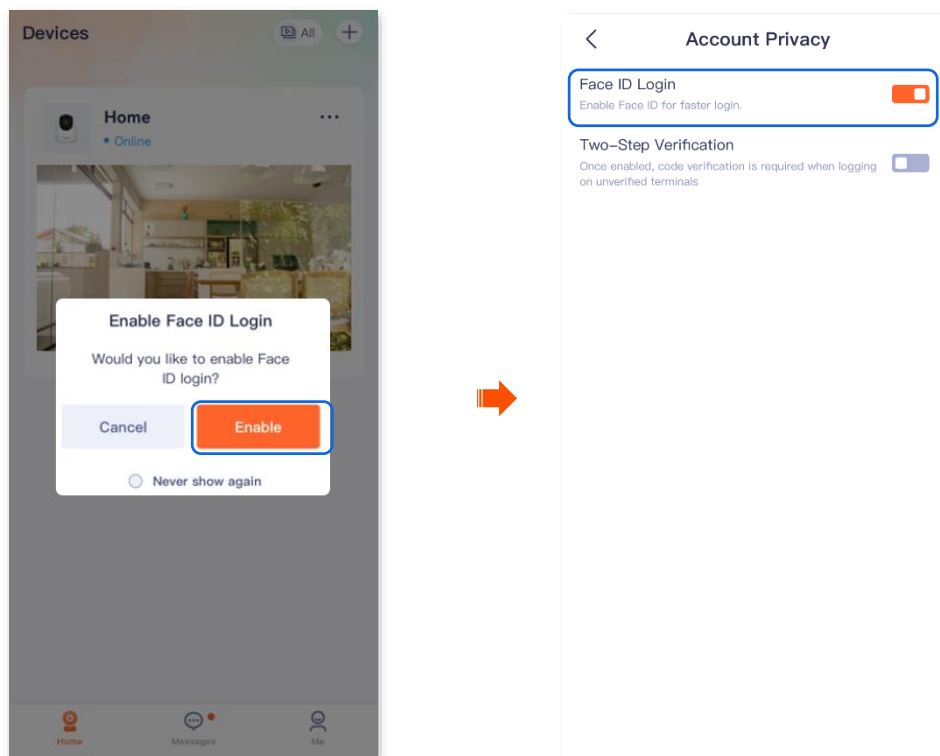 Devices
All
Home
Online
Enable Face ID Login
Would you like to enable Face
ID login?
Cancel
Enable
Never show again
Home
Messages
Me
Account Privacy
Face ID Login
Enable Face ID for faster login.
Two-Step Verification
Once enabled, code verification is required when logging
on unverified terminals